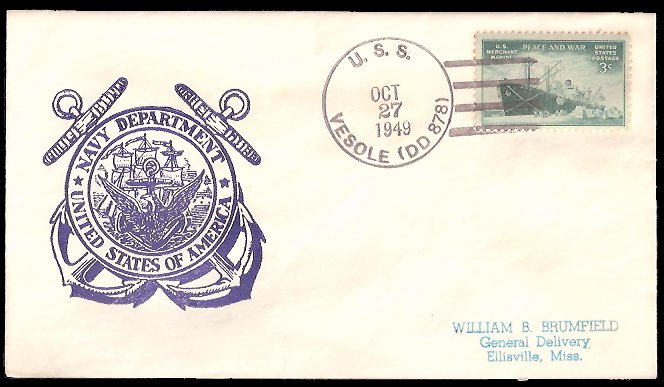 NAVY DEPARTMENT
UNITED STATES OF AMERICA
U. S. S.
OCT
27
1949
VESOLE (DD 878)
U.S. MERCHANT MARINE
PEACE AND WAR
UNITED STATES POSTAGE
3¢
WILLIAM B. BRUMFIELD
General Delivery
Ellisville, Miss.